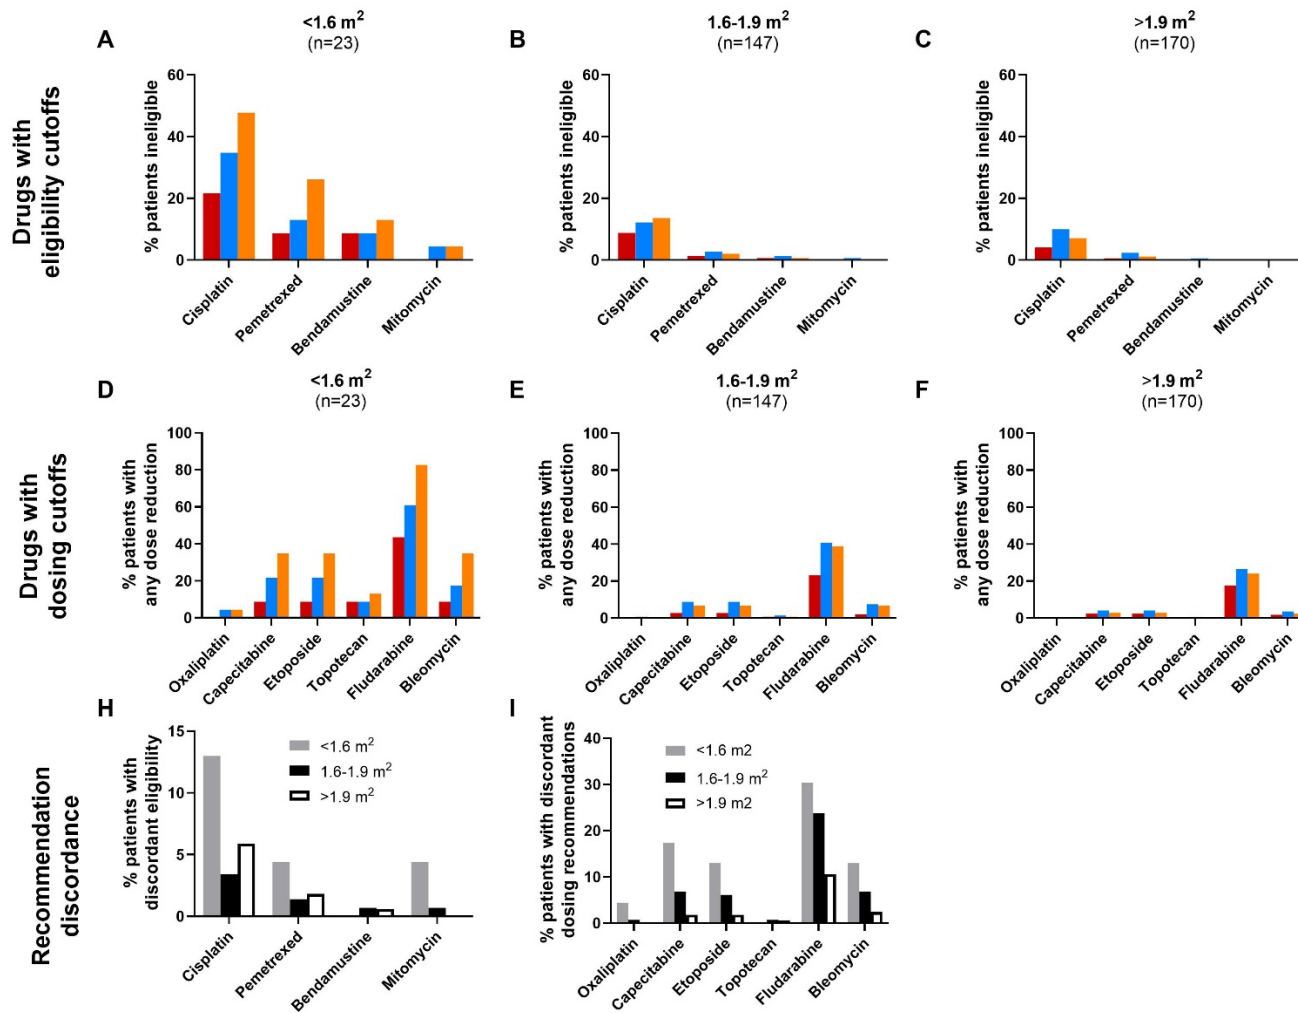 A
<1.6 m²
(n=23)
B
1.6-1.9 m²
(n=147)
C
>1.9 m²
(n=170)
Drugs with
eligibility cutoffs
% patients ineligible
60
40
20
0
Cisplatin
Pemetrexed
Bendamustine
Mitomycin
% patients ineligible
60
40
20
0
Cisplatin
Pemetrexed
Bendamustine
Mitomycin
% patients ineligible
60
40
20
0
Cisplatin
Pemetrexed
Bendamustine
Mitomycin
D
<1.6 m²
(n=23)
E
1.6-1.9 m²
(n=147)
F
>1.9 m²
(n=170)
Drugs with
dosing cutoffs
% patients with
any dose reduction
100
80
60
40
20
0
Oxaliplatin
Capecitabine
Etoposide
Topotecan
Fludarabine
Bleomycin
% patients with
any dose reduction
100
80
60
40
20
0
Oxaliplatin
Capecitabine
Etoposide
Topotecan
Fludarabine
Bleomycin
% patients with
any dose reduction
100
80
60
40
20
0
Oxaliplatin
Capecitabine
Etoposide
Topotecan
Fludarabine
Bleomycin
Recommendation
discordance
H
% patients with
discordant eligibility
15
10
5
0
<1.6 m²
1.6-1.9 m²
>1.9 m²
Cisplatin
Pemetrexed
Bendamustine
Mitomycin
I
% patients with discordant
dosing recommendations
40
30
20
10
0
<1.6 m2
1.6-1.9 m²
>1.9 m2
Oxaliplatin
Capecitabine
Etoposide
Topotecan
Fludarabine
Bleomycin